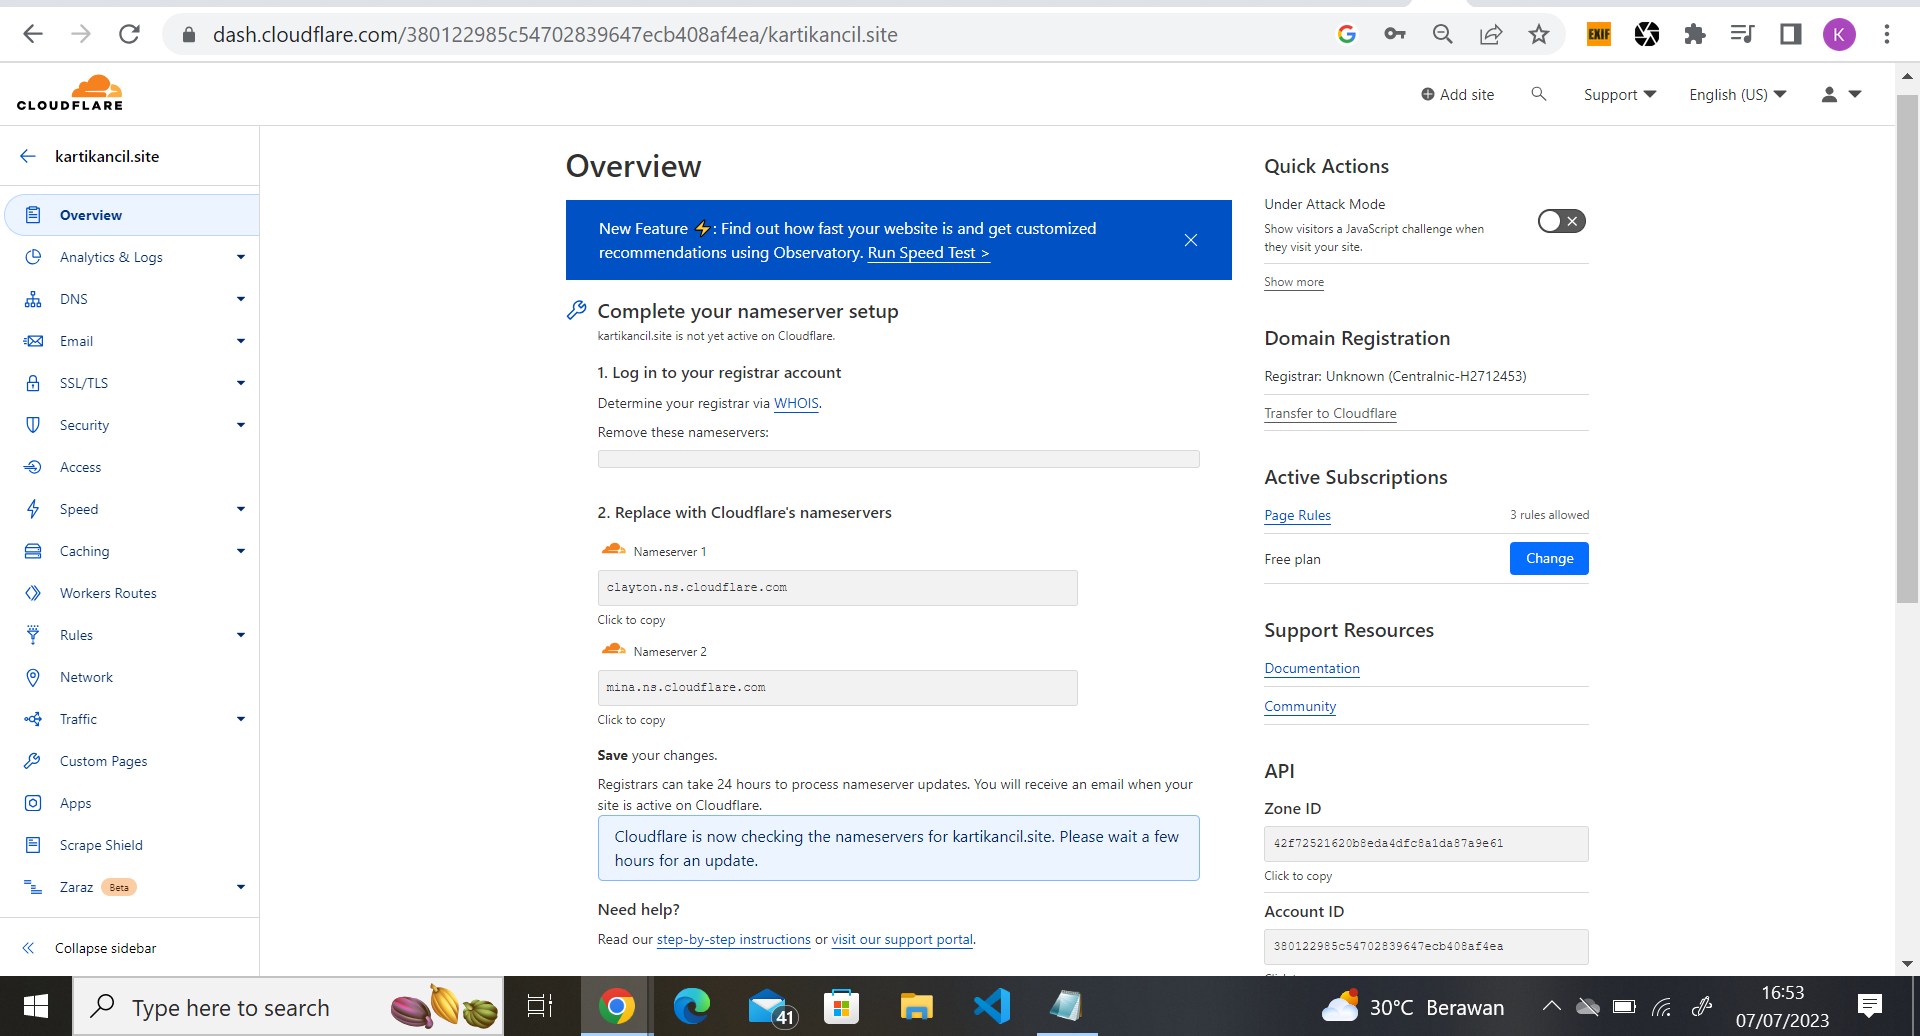 dash.cloudflare.com/380122985c54702839647ecb408af4ea/kartikancil.site
EXIF
K
CLOUDFLARE
Add site
Support
English (US)
kartikancil.site
Overview
Analytics & Logs
DNS
Email
SSL/TLS
Security
Access
Speed
Caching
Workers Routes
Rules
Network
Traffic
Custom Pages
Apps
Scrape Shield
Zaraz Beta
Collapse sidebar
Overview
New Feature ⚡: Find out how fast your website is and get customized
recommendations using Observatory. Run Speed Test >
Complete your nameserver setup
kartikancil.site is not yet active on Cloudflare.
1. Log in to your registrar account
Determine your registrar via WHOIS.
Remove these nameservers:
2. Replace with Cloudflare's nameservers
Nameserver 1
clayton.ns.cloudflare.com
Click to copy
Nameserver 2
mina.ns.cloudflare.com
Click to copy
Save your changes.
Registrars can take 24 hours to process nameserver updates. You will receive an email when your
site is active on Cloudflare.
Cloudflare is now checking the nameservers for kartikancil.site. Please wait a few
hours for an update.
Need help?
Read our step-by-step instructions or visit our support portal.
Quick Actions
Under Attack Mode
Show visitors a JavaScript challenge when
they visit your site.
Show more
Domain Registration
Registrar: Unknown (Centralnic-H2712453)
Transfer to Cloudflare
Active Subscriptions
Page Rules
3 rules allowed
Free plan
Change
Support Resources
Documentation
Community
API
Zone ID
42f72521620b8eda4dfc8a1da87a9e61
Click to copy
Account ID
380122985c54702839647ecb408af4ea
Type here to search
41
30°C Berawan
16:53
07/07/2023